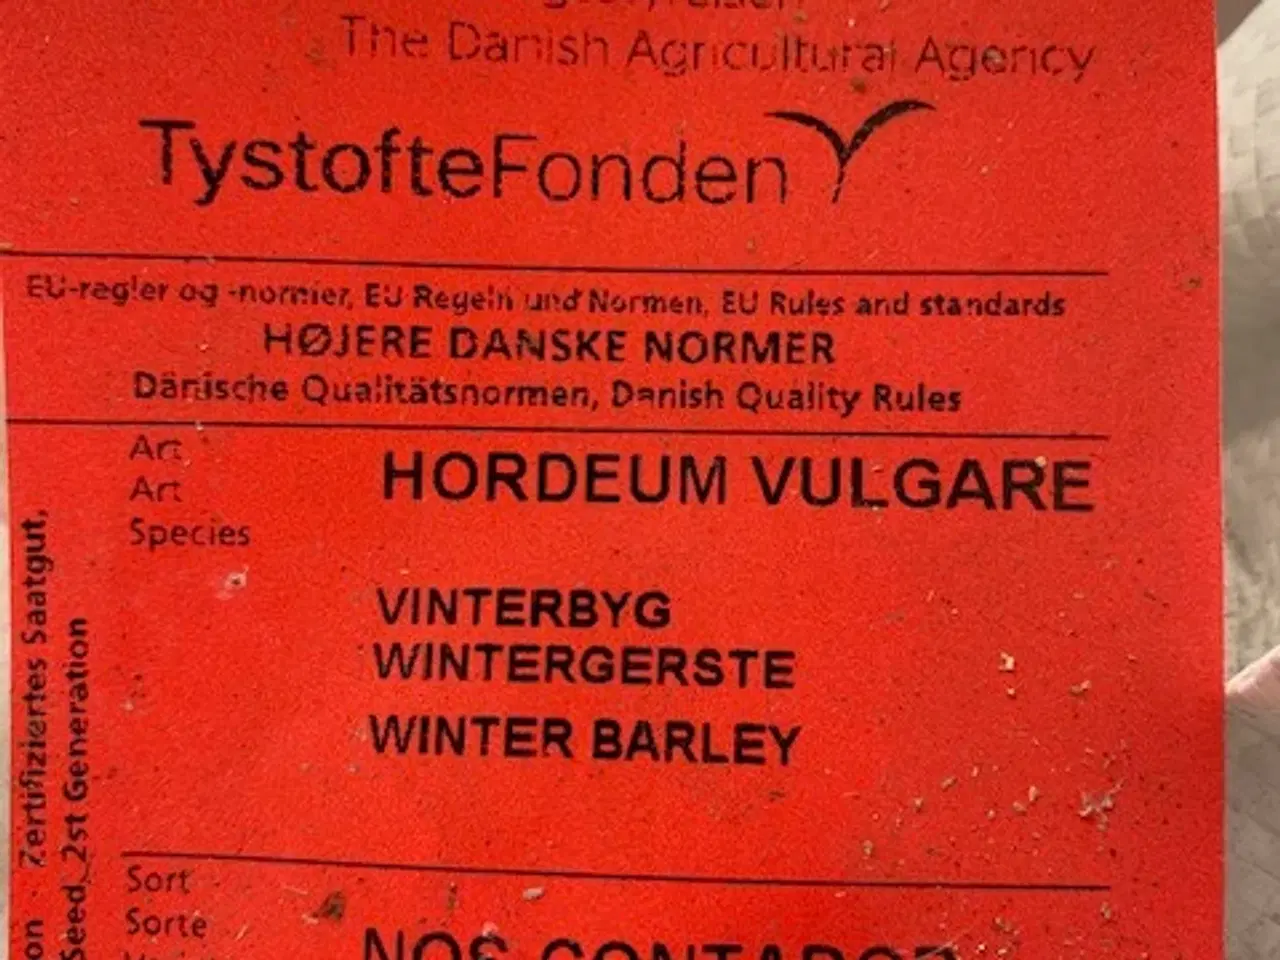 The Danish Agricultural Agency
TystofteFonden
EU-regler og -normer, EU Regeln und Normen, EU Rules and standards
HØJERE DANSKE NORMER
Dänische Qualitätsnormen, Danish Quality Rules
Art
Art
Species
HORDEUM VULGARE
VINTERBYG
WINTERGERSTE
WINTER BARLEY
Sort
Sorte
NOS CONTADOR
Zertifiziertes Saatgut,
seed, 2st Generation